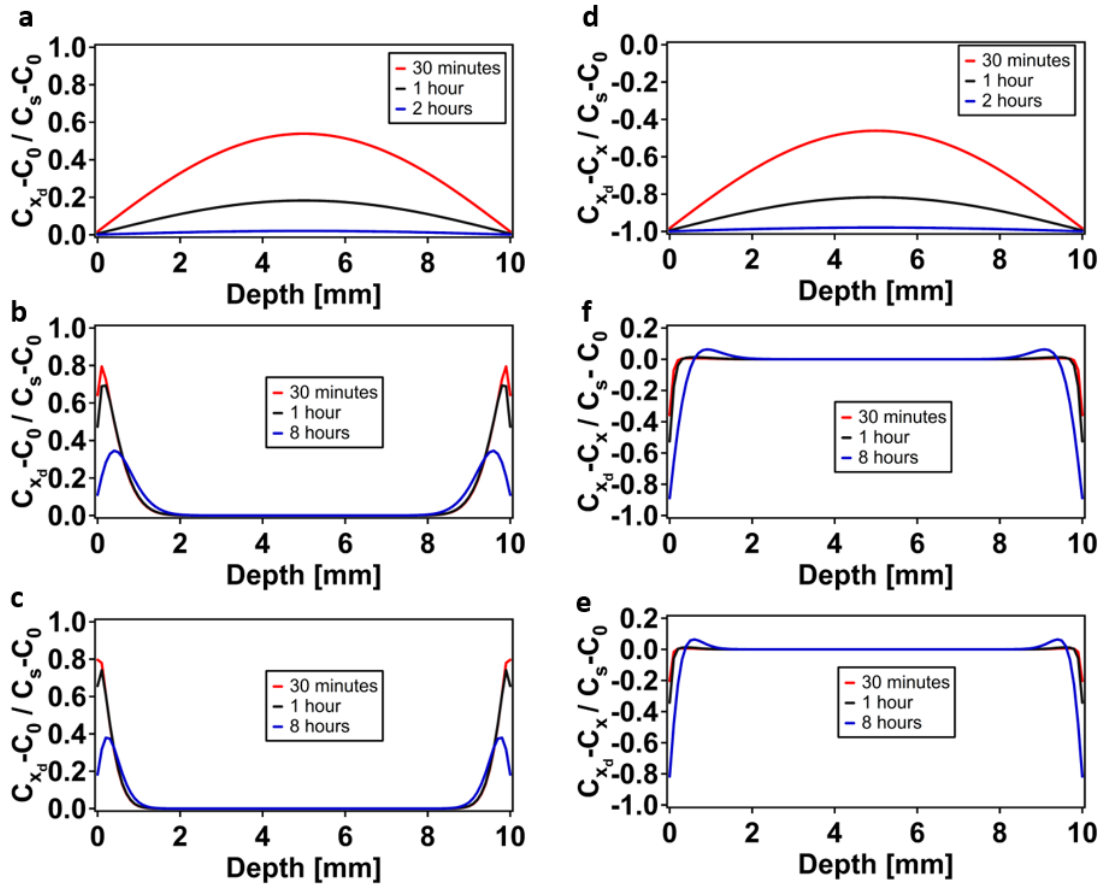 a
1.0
0.8
0.6
0.4
0.2
0.0
C_{x_d}-C_0 / C_s-C_0
30 minutes
1 hour
2 hours
0 2 4 6 8 10
Depth [mm]
d
0.0
-0.2
-0.4
-0.6
-0.8
-1.0
C_{x_d}-C_x / C_s-C_0
30 minutes
1 hour
2 hours
0 2 4 6 8 10
Depth [mm]
b
1.0
0.8
0.6
0.4
0.2
0.0
C_{x_d}-C_0 / C_s-C_0
30 minutes
1 hour
8 hours
0 2 4 6 8 10
Depth [mm]
f
0.2
0.0
-0.2
-0.4
-0.6
-0.8
-1.0
C_{x_d}-C_x / C_s- C_0
30 minutes
1 hour
8 hours
0 2 4 6 8 10
Depth [mm]
c
1.0
0.8
0.6
0.4
0.2
0.0
C_{x_d}-C_0 / C_s-C_0
30 minutes
1 hour
8 hours
0 2 4 6 8 10
Depth [mm]
e
0.2
0.0
-0.2
-0.4
-0.6
-0.8
-1.0
C_{x_d}-C_x / C_s-C_0
30 minutes
1 hour
8 hours
0 2 4 6 8 10
Depth [mm]